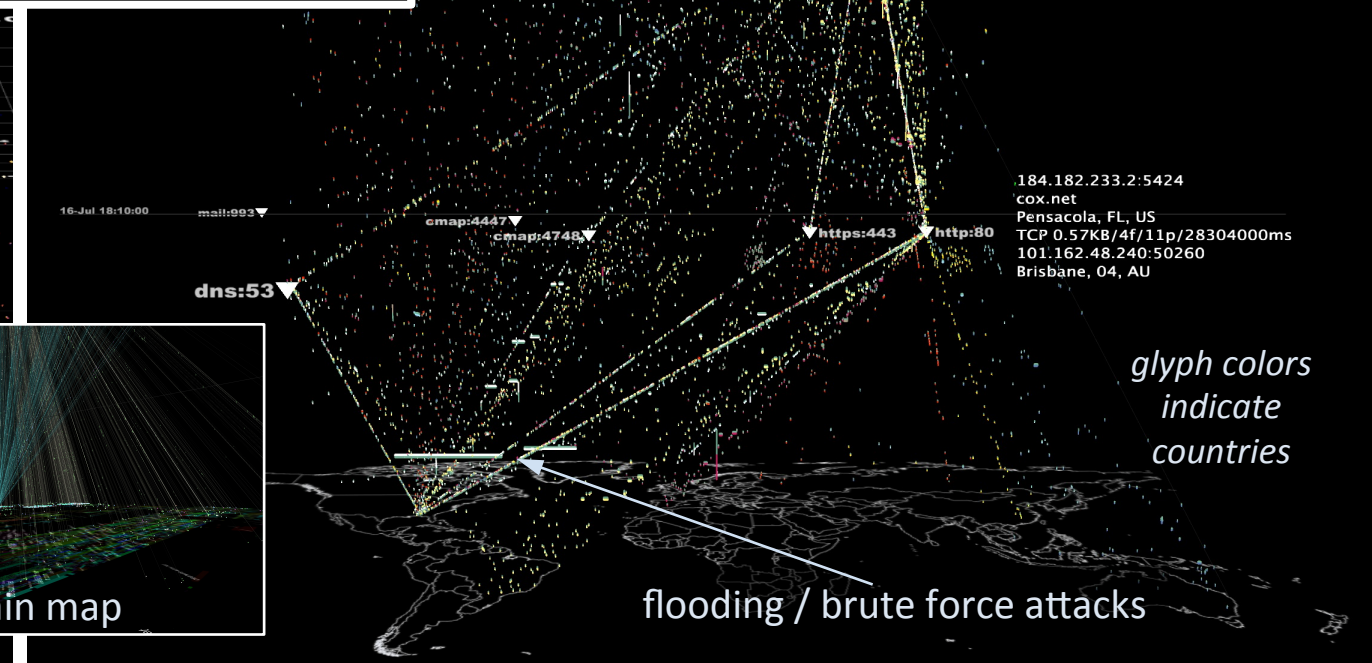 184.182.233.2:5424
cox.net
Pensacola, FL, US
TCP 0.57KB/4f/11p/28304000ms
101.162.48.240:50260
Brisbane, 04, AU
16-Jul 18:10:00
mail:993
cmap:4447
cmap:4748
https:443
http:80
dns:53
glyph colors
indicate
countries
map
flooding / brute force attacks